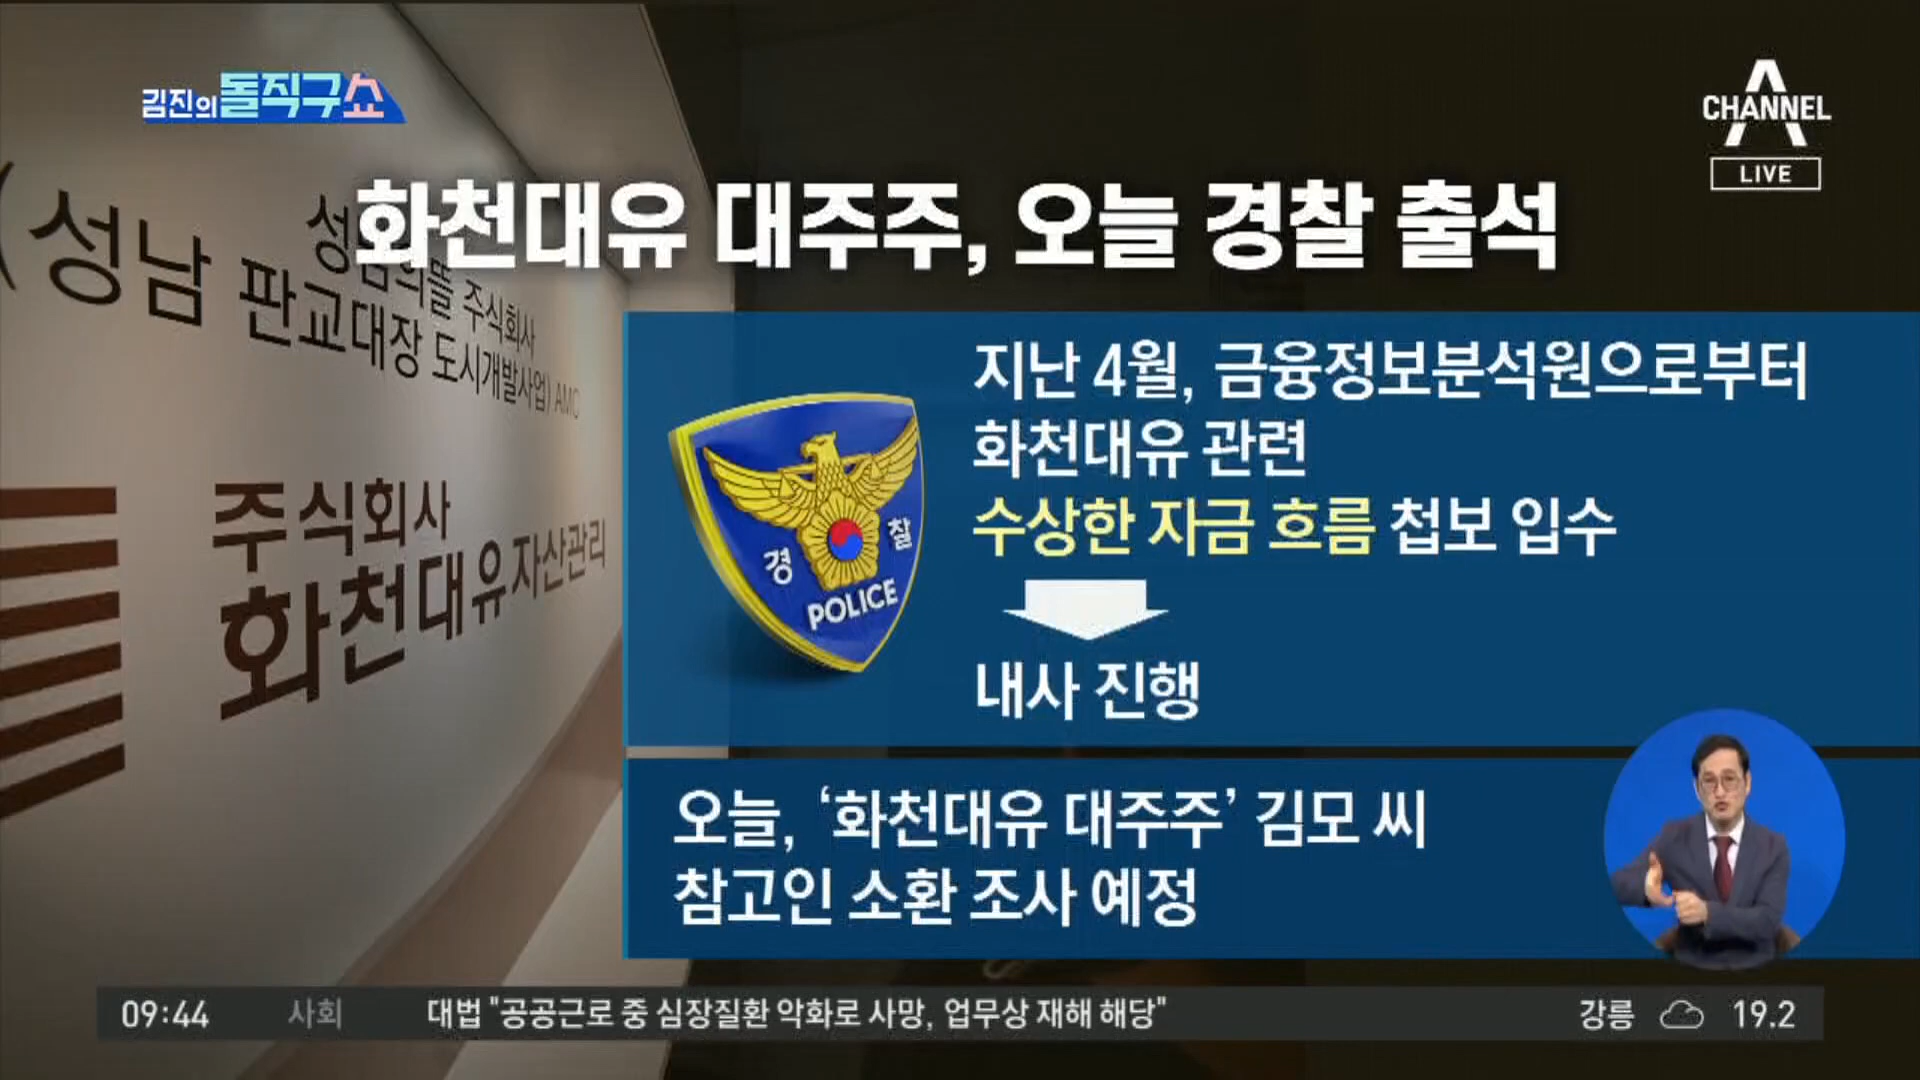 김진의 돌직구쇼
CHANNEL A
LIVE
화천대유 대주주, 오늘 경찰 출석
성남의뜰 주식회사
(성남 판교대장 도시개발사업) AMC
주식회사
화천대유자산관리
지난 4월, 금융정보분석원으로부터
화천대유 관련
수상한 자금 흐름 첩보 입수
경 찰
POLICE
내사 진행
오늘, ‘화천대유 대주주’ 김모 씨
참고인 소환 조사 예정
09:44 사회 대법 "공공근로 중 심장질환 악화로 사망, 업무상 재해 해당" 강릉 19.2